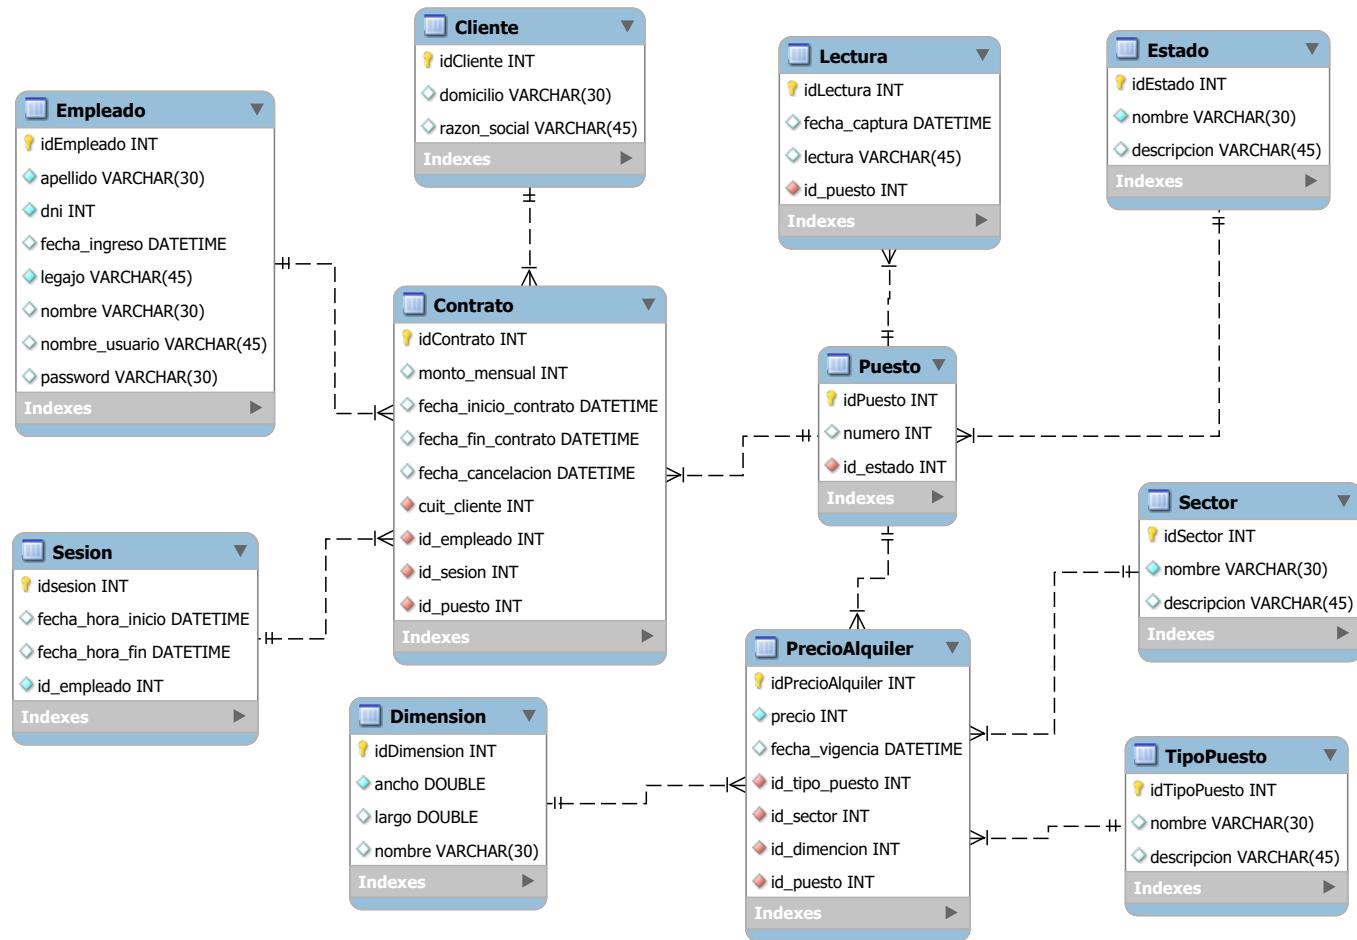 Cliente
idCliente INT
domicilio VARCHAR(30)
razon_social VARCHAR(45)
Indexes
Lectura
idLectura INT
fecha_captura DATETIME
lectura VARCHAR(45)
id_puesto INT
Indexes
Estado
idEstado INT
nombre VARCHAR(30)
descripcion VARCHAR(45)
Indexes
Empleado
idEmpleado INT
apellido VARCHAR(30)
dni INT
fecha_ingreso DATETIME
legajo VARCHAR(45)
nombre VARCHAR(30)
nombre_usuario VARCHAR(45)
password VARCHAR(30)
Indexes
Contrato
idContrato INT
monto_mensual INT
fecha_inicio_contrato DATETIME
fecha_fin_contrato DATETIME
fecha_cancelacion DATETIME
cuit_cliente INT
id_empleado INT
id_sesion INT
id_puesto INT
Indexes
Puesto
idPuesto INT
numero INT
id_estado INT
Indexes
Sector
idSector INT
nombre VARCHAR(30)
descripcion VARCHAR(45)
Indexes
Sesion
idsesion INT
fecha_hora_inicio DATETIME
fecha_hora_fin DATETIME
id_empleado INT
Indexes
PrecioAlquiler
idPrecioAlquiler INT
precio INT
fecha_vigencia DATETIME
id_tipo_puesto INT
id_sector INT
id_dimencion INT
id_puesto INT
Indexes
Dimension
idDimension INT
ancho DOUBLE
largo DOUBLE
nombre VARCHAR(30)
Indexes
TipoPuesto
idTipoPuesto INT
nombre VARCHAR(30)
descripcion VARCHAR(45)
Indexes